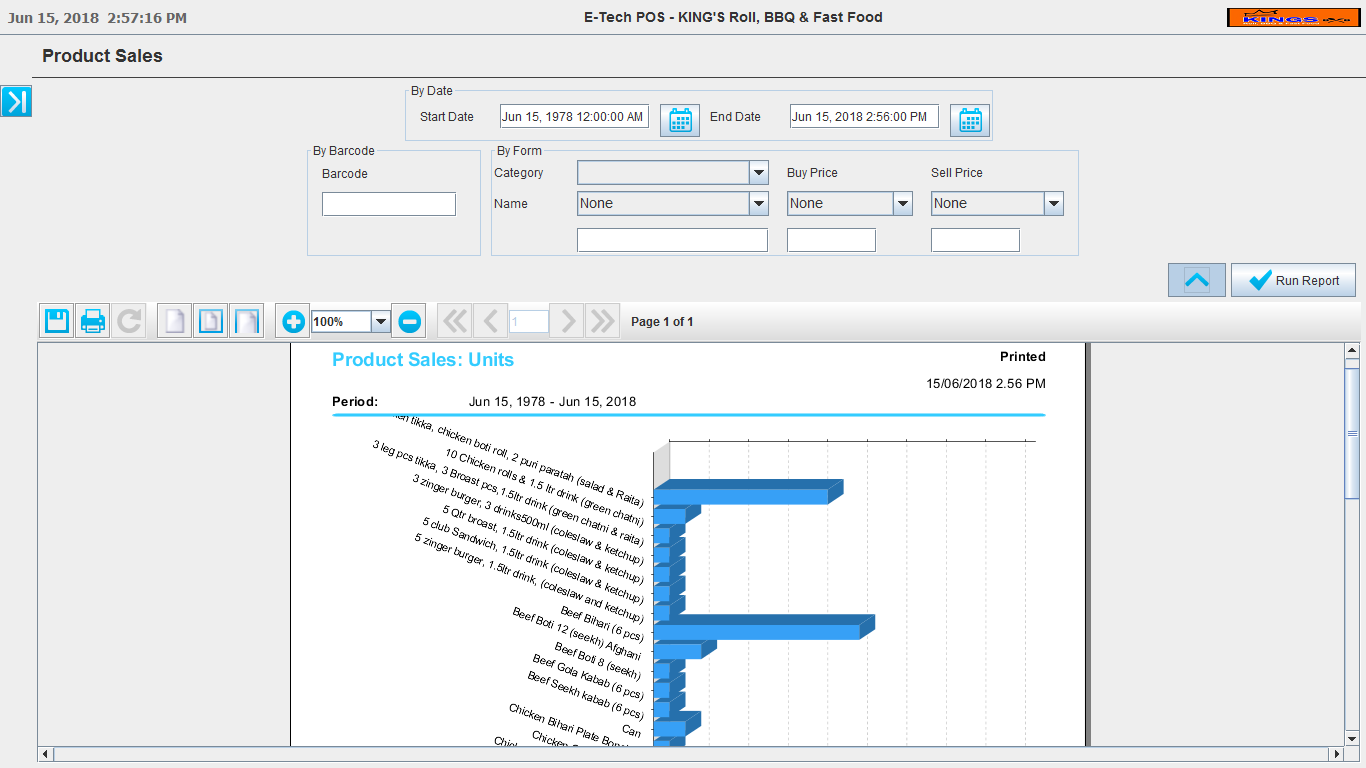 Jun 15, 2018 2:57:16 PM
E-Tech POS - KING'S Roll, BBQ & Fast Food
KINGS
Product Sales
By Date
Start Date
Jun 15, 1978 12:00:00 AM
End Date
Jun 15, 2018 2:56:00 PM
By Barcode
Barcode
By Form
Category
Buy Price
Sell Price
Name
None
None
None
Run Report
100%
1
Page 1 of 1
Product Sales: Units
Printed
15/06/2018 2.56 PM
Period:
Jun 15, 1978 - Jun 15, 2018
tikka, chicken boti roll, 2 puri paratah (salad & Raita)
10 Chicken rolls & 1.5 ltr drink (green chatni)
3 leg pcs tikka, 3 Broast pcs,1.5ltr drink (green chatni & raita)
3 zinger burger, 3 drinks500ml (coleslaw & ketchup)
5 Qtr broast, 1.5ltr drink (coleslaw & ketchup)
5 club Sandwich, 1.5ltr drink (coleslaw & ketchup)
5 zinger burger, 1.5ltr drink, (coleslaw and ketchup)
Beef Bihari (6 pcs)
Beef Boti 12 (seekh) Afghani
Beef Boti 8 (seekh)
Beef Gola Kabab (6 pcs)
Beef Seekh kabab (6 pcs)
Can
Chicken Bihari Plate
Chicken